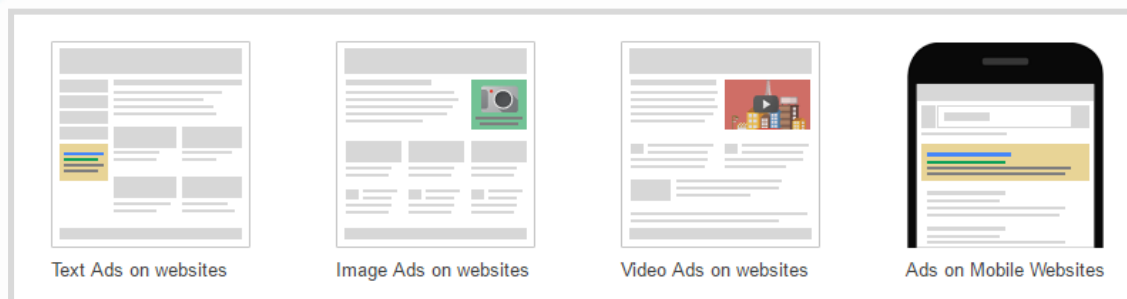 Text Ads on websites
Image Ads on websites
Video Ads on websites
Ads on Mobile Websites